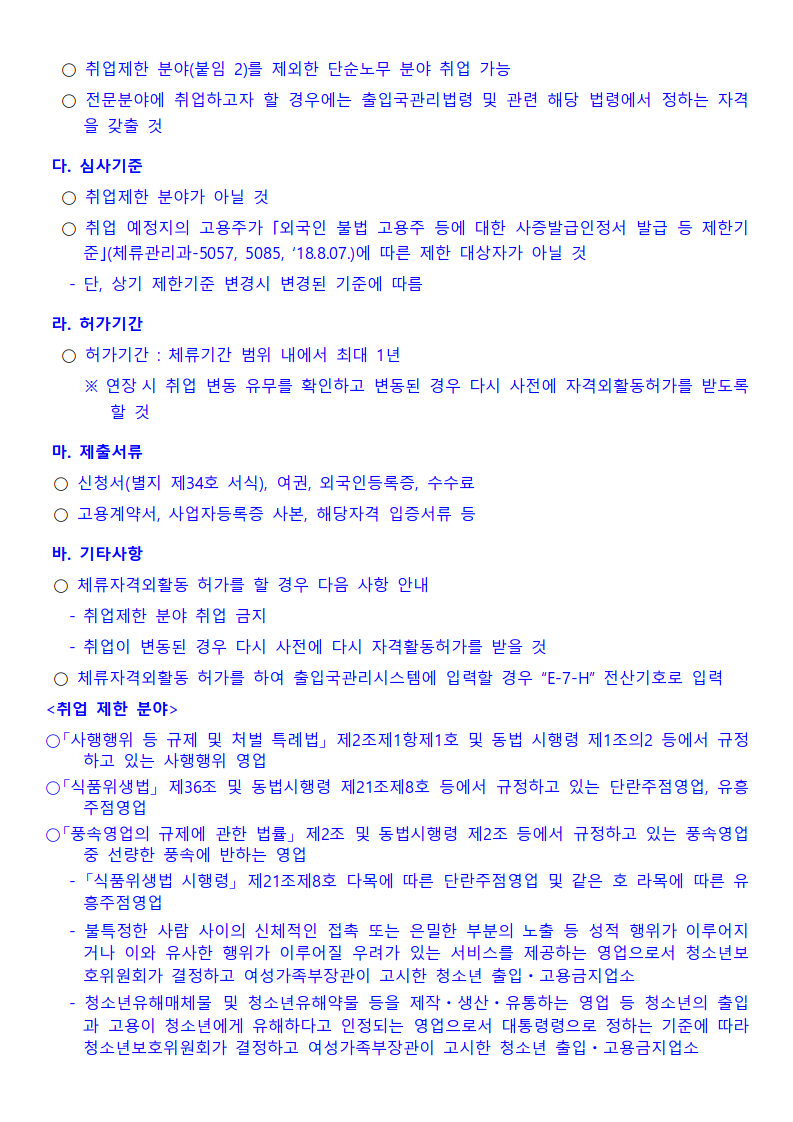 ○ 취업제한 분야(붙임 2)를 제외한 단순노무 분야 취업 가능
○ 전문분야에 취업하고자 할 경우에는 출입국관리법령 및 관련 해당 법령에서 정하는 자격
을 갖출 것
다. 심사기준
○ 취업제한 분야가 아닐 것
○ 취업 예정지의 고용주가 「외국인 불법 고용주 등에 대한 사증발급인정서 발급 등 제한기
준」(체류관리과-5057, 5085, ‘18.8.07.)에 따른 제한 대상자가 아닐 것
- 단, 상기 제한기준 변경시 변경된 기준에 따름
라. 허가기간
○ 허가기간 : 체류기간 범위 내에서 최대 1년
※ 연장 시 취업 변동 유무를 확인하고 변동된 경우 다시 사전에 자격외활동허가를 받도록
할 것
마. 제출서류
○ 신청서(별지 제34호 서식), 여권, 외국인등록증, 수수료
○ 고용계약서, 사업자등록증 사본, 해당자격 입증서류 등
바. 기타사항
○ 체류자격외활동 허가를 할 경우 다음 사항 안내
- 취업제한 분야 취업 금지
- 취업이 변동된 경우 다시 사전에 다시 자격활동허가를 받을 것
○ 체류자격외활동 허가를 하여 출입국관리시스템에 입력할 경우 “E-7-H” 전산기호로 입력
<취업 제한 분야>
○「사행행위 등 규제 및 처벌 특례법」 제2조제1항제1호 및 동법 시행령 제1조의2 등에서 규정
하고 있는 사행행위 영업
○「식품위생법」 제36조 및 동법시행령 제21조제8호 등에서 규정하고 있는 단란주점영업, 유흥
주점영업
○「풍속영업의 규제에 관한 법률」 제2조 및 동법시행령 제2조 등에서 규정하고 있는 풍속영업
중 선량한 풍속에 반하는 영업
-「식품위생법 시행령」 제21조제8호 다목에 따른 단란주점영업 및 같은 호 라목에 따른 유
흥주점영업
- 불특정한 사람 사이의 신체적인 접촉 또는 은밀한 부분의 노출 등 성적 행위가 이루어지
거나 이와 유사한 행위가 이루어질 우려가 있는 서비스를 제공하는 영업으로서 청소년보
호위원회가 결정하고 여성가족부장관이 고시한 청소년 출입・고용금지업소
- 청소년유해매체물 및 청소년유해약물 등을 제작・생산・유통하는 영업 등 청소년의 출입
과 고용이 청소년에게 유해하다고 인정되는 영업으로서 대통령령으로 정하는 기준에 따라
청소년보호위원회가 결정하고 여성가족부장관이 고시한 청소년 출입・고용금지업소